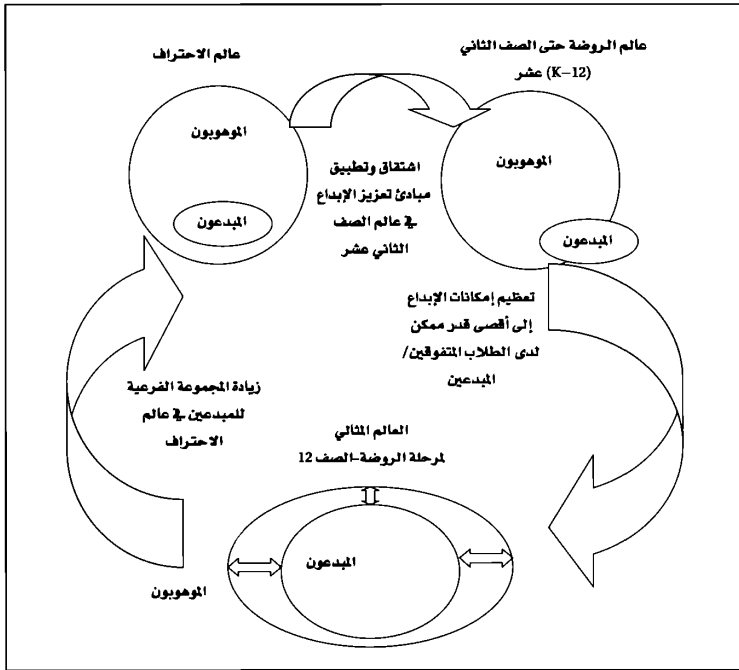 عالم الروضة حتى الصف الثاني
عشر (K–12)
الموهوبون
المبدعون
عالم الاحتراف
الموهوبون
المبدعون
اشتقاق وتطبيق
مبادئ تعزيز الإبداع
في عالم الصف
الثاني عشر
تعظيم إمكانات الإبداع
إلى أقصى قدر ممكن
لدى الطلاب المتفوقين/
المبدعين
زيادة المجموعة الفرعية
للمبدعين في عالم
الاحتراف
العالم المثالي
لمرحلة الروضة–الصف 12
المبدعون
الموهوبون